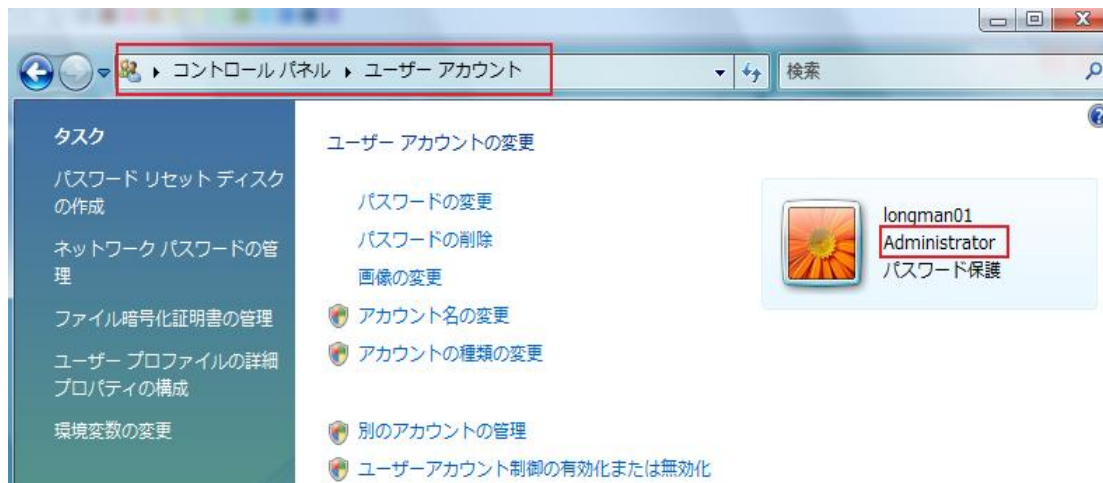 コントロール パネル ▸ ユーザー アカウント
検索
タスク
パスワード リセット ディスク
の作成
ネットワーク パスワードの管
理
ファイル暗号化証明書の管理
ユーザー プロファイルの詳細
プロパティの構成
環境変数の変更
ユーザー アカウントの変更
パスワードの変更
パスワードの削除
画像の変更
アカウント名の変更
アカウントの種類の変更
別のアカウントの管理
ユーザーアカウント制御の有効化または無効化
longman01
Administrator
パスワード保護